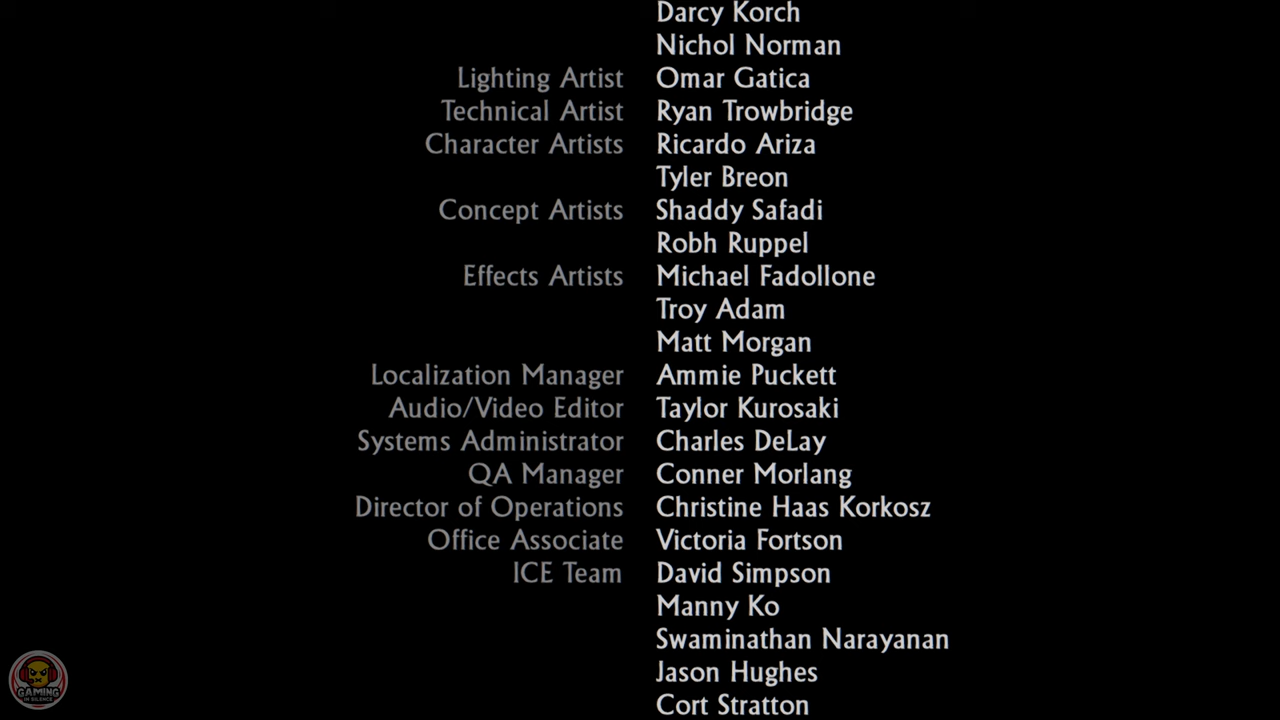 Darcy Korch
Nichol Norman
Lighting Artist Omar Gatica
Technical Artist Ryan Trowbridge
Character Artists Ricardo Ariza
Tyler Breon
Concept Artists Shaddy Safadi
Robh Ruppel
Effects Artists Michael Fadollone
Troy Adam
Matt Morgan
Localization Manager Ammie Puckett
Audio/Video Editor Taylor Kurosaki
Systems Administrator Charles DeLay
QA Manager Conner Morlang
Director of Operations Christine Haas Korkosz
Office Associate Victoria Fortson
ICE Team David Simpson
Manny Ko
Swaminathan Narayanan
Jason Hughes
Cort Stratton
GAMING
IN SILENCE